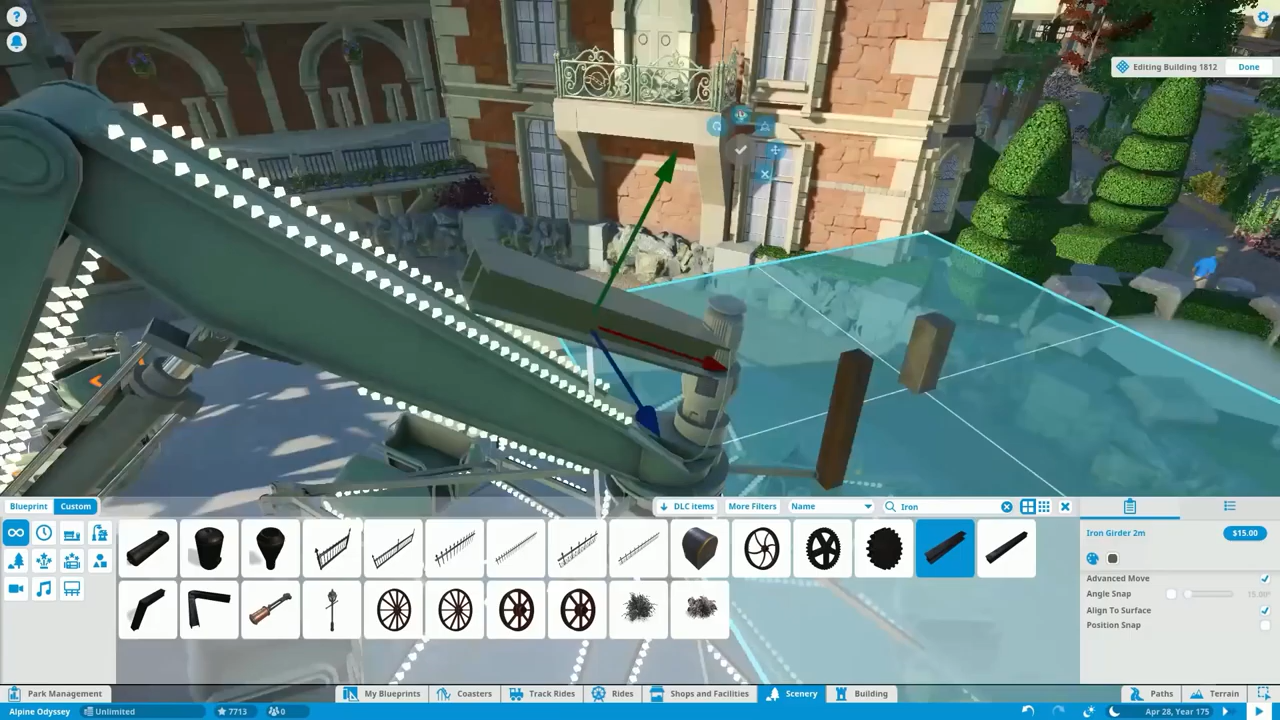 ?
Editing Building 1812
Done
Blueprint
Custom
DLC items
More Filters
Name
Iron
Iron Girder 2m
$15.00
Advanced Move
Angle Snap
15.00°
Align To Surface
Position Snap
Park Management
My Blueprints
Coasters
Track Rides
Rides
Shops and Facilities
Scenery
Building
Paths
Terrain
Alpine Odyssey
Unlimited
7713
0
Apr 28, Year 175